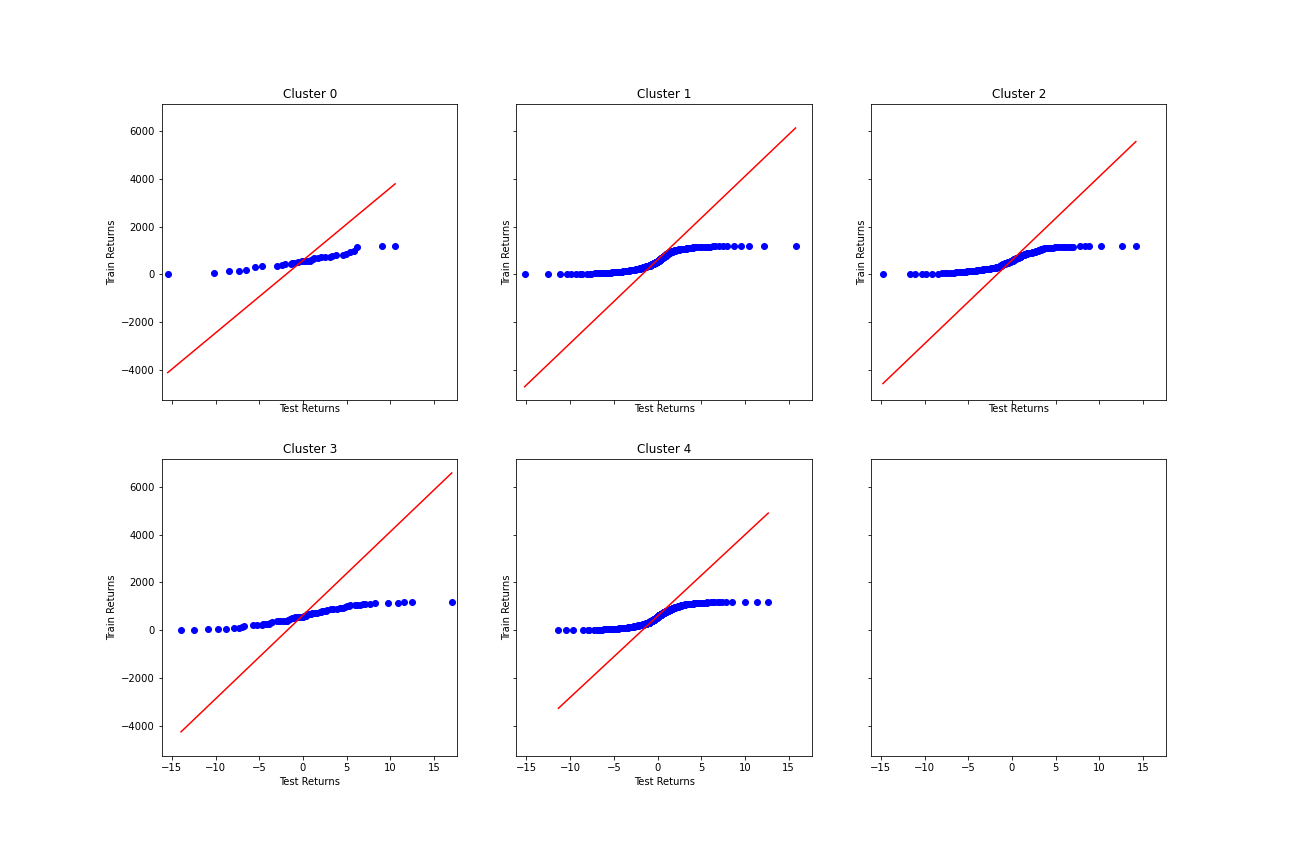 Cluster 0
Cluster 1
Cluster 2
6000
4000
2000
0
−2000
−4000
Train Returns
Train Returns
Train Returns
Test Returns
Test Returns
Test Returns
Cluster 3
Cluster 4
6000
4000
2000
0
−2000
−4000
Train Returns
Train Returns
−15 −10 −5 0 5 10 15
−15 −10 −5 0 5 10 15
−15 −10 −5 0 5 10 15
Test Returns
Test Returns